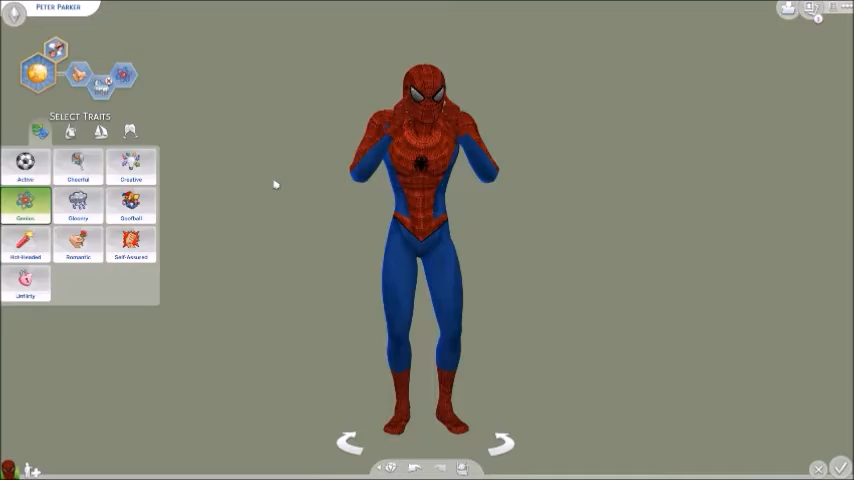 PETER PARKER
SELECT TRAITS
Active
Cheerful
Creative
Genius
Gloomy
Goofball
Hot-Headed
Romantic
Self-Assured
Unflirty